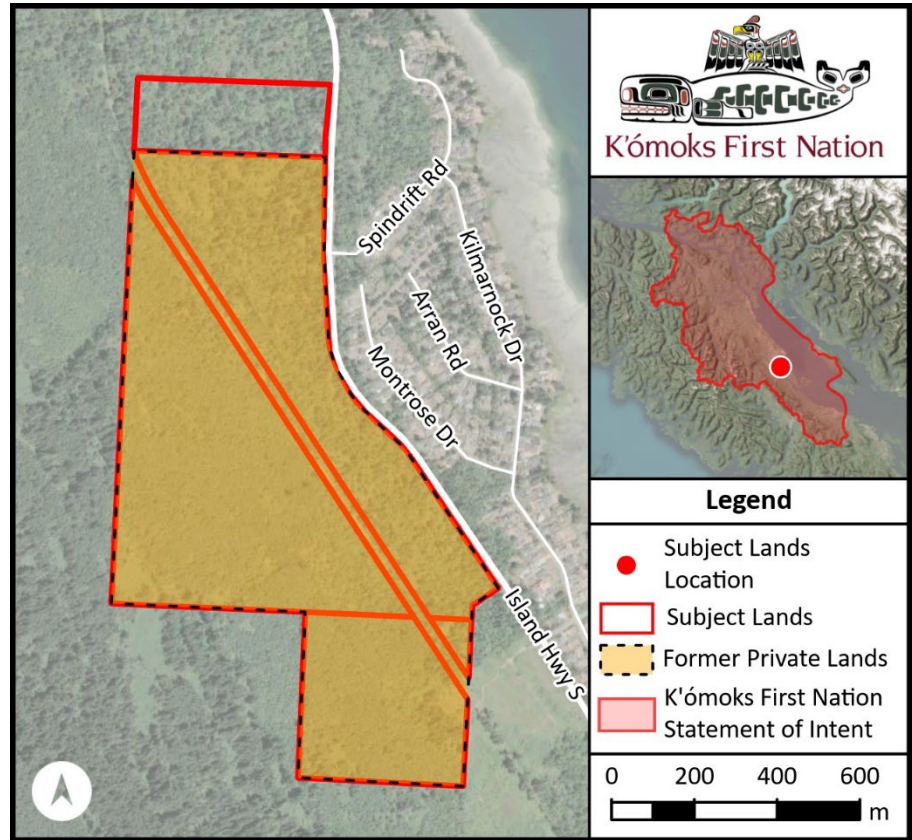 Spindrift Rd
Kilmarnock Dr
Arran Rd
Montrose Dr
Island Hwy S
K'ómoks First Nation
Legend
Subject Lands
Location
Subject Lands
Former Private Lands
K'ómoks First Nation
Statement of Intent
0 200 400 600
m